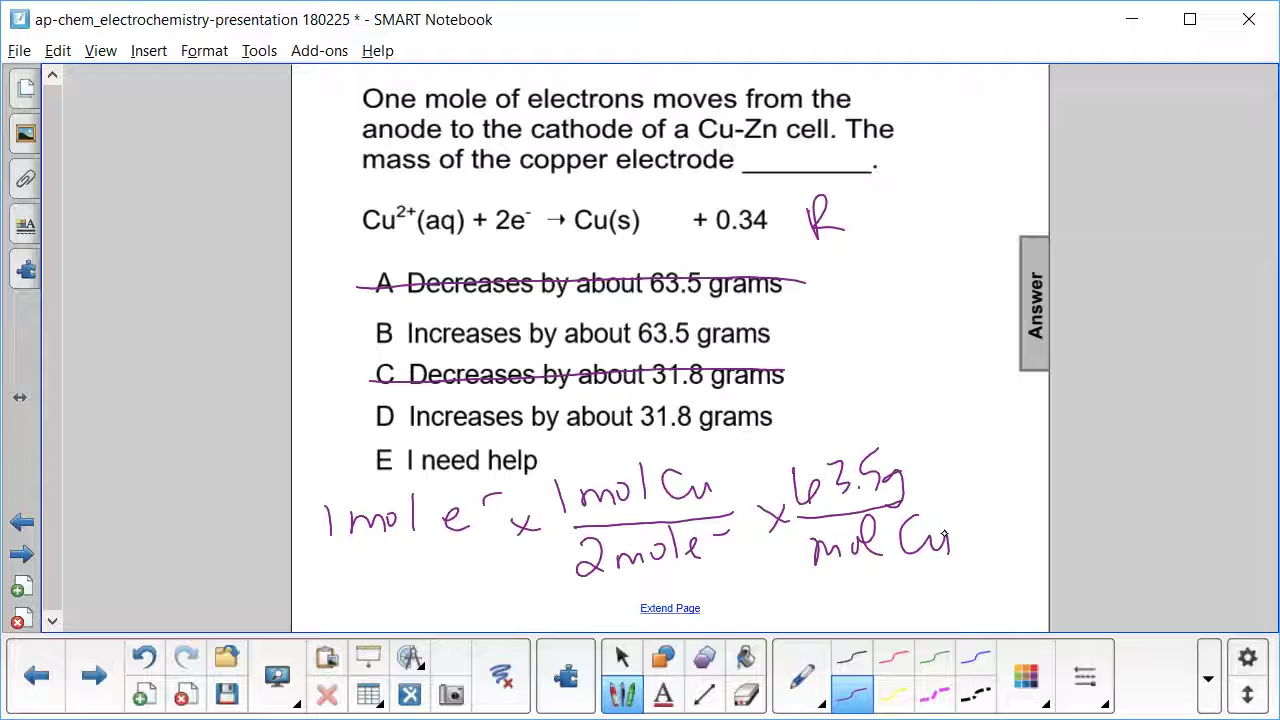 ap-chem_electrochemistry-presentation 180225 * - SMART Notebook
File Edit View Insert Format Tools Add-ons Help
One mole of electrons moves from the
anode to the cathode of a Cu-Zn cell. The
mass of the copper electrode _________.
Cu²⁺(aq) + 2e⁻ → Cu(s) + 0.34 R
A Decreases by about 63.5 grams
B Increases by about 63.5 grams
C Decreases by about 31.8 grams
D Increases by about 31.8 grams
E I need help
Answer
1 mol Cu 63.5g
1 mol e⁻ × ×
2 mol e⁻ mol Cu
Extend Page